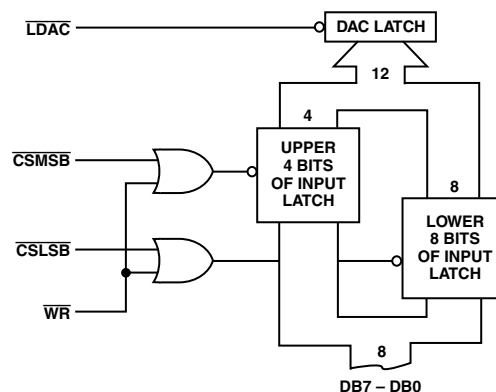 LDAC
DAC LATCH
12
4
UPPER
4 BITS
OF INPUT
LATCH
CSMSB
8
LOWER
8 BITS
OF INPUT
LATCH
CSLSB
WR
8
DB7 – DB0